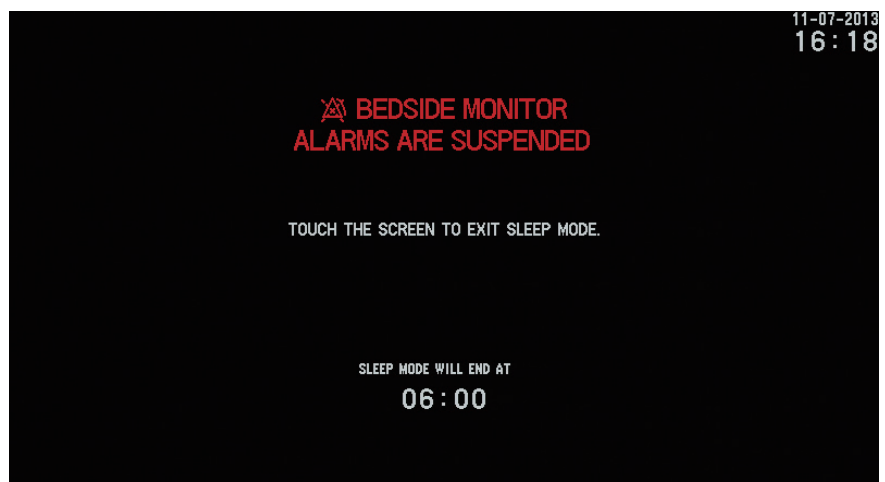 11-07-2013
16:18
BEDSIDE MONITOR
ALARMS ARE SUSPENDED
TOUCH THE SCREEN TO EXIT SLEEP MODE.
SLEEP MODE WILL END AT
06:00